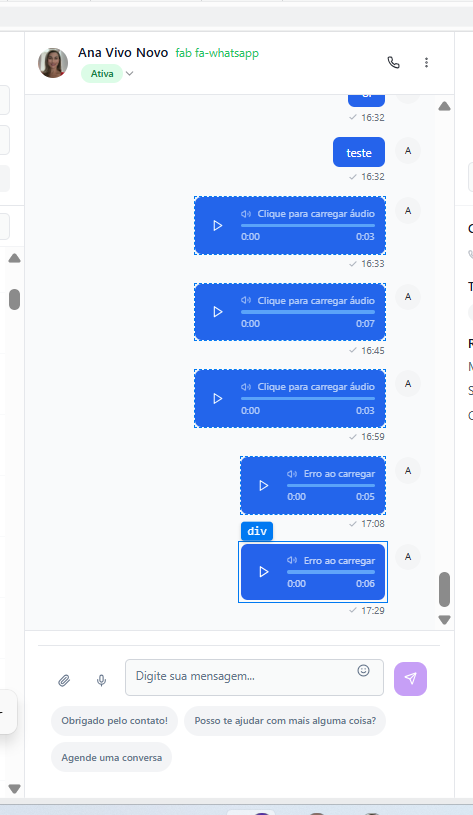 Ana Vivo Novo fab fa-whatsapp
Ativa
16:32
teste
A
16:32
Clique para carregar áudio
A
0:00 0:03
16:33
Clique para carregar áudio
A
0:00 0:07
16:45
Clique para carregar áudio
A
0:00 0:03
16:59
Erro ao carregar
A
0:00 0:05
17:08
div
Erro ao carregar
A
0:00 0:06
17:29
Digite sua mensagem...
Obrigado pelo contato!
Posso te ajudar com mais alguma coisa?
Agende uma conversa